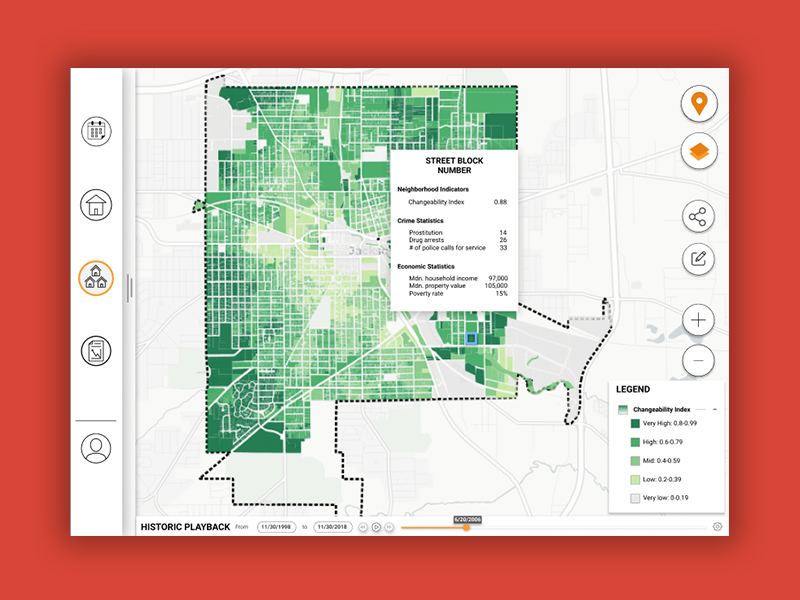 STREET BLOCK
NUMBER
Neighborhood Indicators
Changeability Index 0.88
Crime Statistics
Prostitution 14
Drug arrests 26
# of police calls for service 33
Economic Statistics
Mdn. household income 97,000
Mdn. property value 105,000
Poverty rate 15%
LEGEND
Changeability Index
Very High: 0.8-0.99
High: 0.6-0.79
Mid: 0.4-0.59
Low: 0.2-0.39
Very low: 0-0.19
6/20/2006
HISTORIC PLAYBACK From 11/30/1998 to 11/30/2018